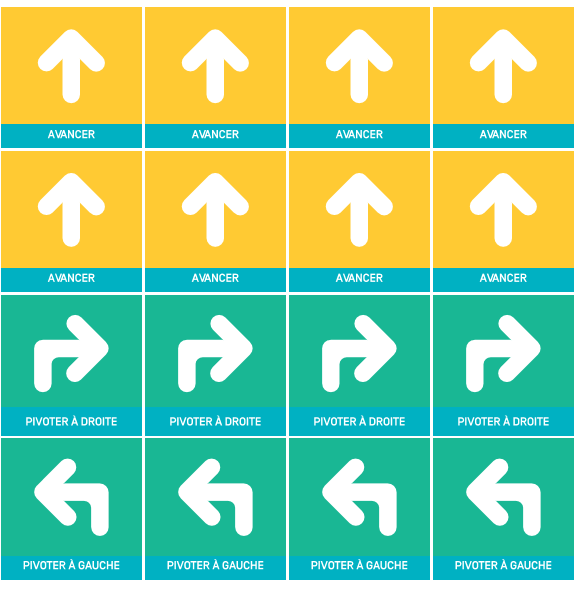 AVANCER AVANCER AVANCER AVANCER
AVANCER AVANCER AVANCER AVANCER
PIVOTER À DROITE PIVOTER À DROITE PIVOTER À DROITE PIVOTER À DROITE
PIVOTER À GAUCHE PIVOTER À GAUCHE PIVOTER À GAUCHE PIVOTER À GAUCHE